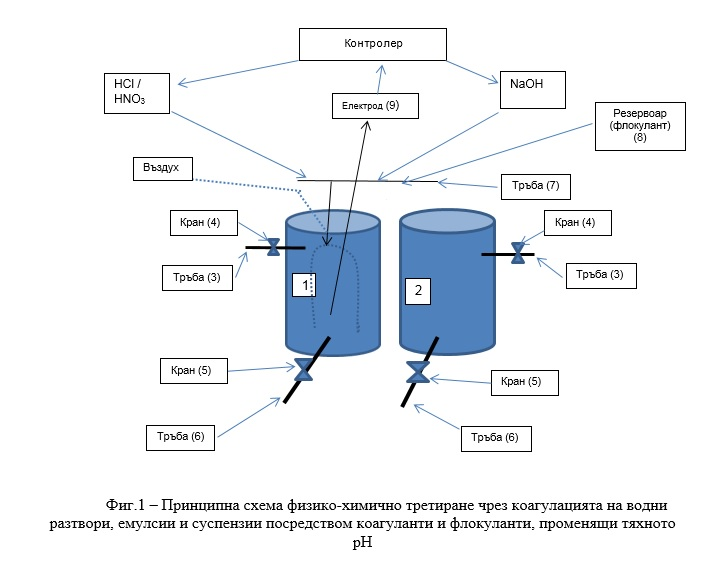 Контролер
HCl /
HNO3
NaOH
Електрод (9)
Резервоар
(флокулант)
(8)
Въздух
Тръба (7)
Кран (4)
Кран (4)
Тръба (3)
Тръба (3)
1
2
Кран (5)
Кран (5)
Тръба (6)
Тръба (6)
Фиг.1 – Принципна схема физико-химично третиране чрез коагулацията на водни
разтвори, емулсии и суспензии посредством коагуланти и флокуланти, променящи тяхното
pH